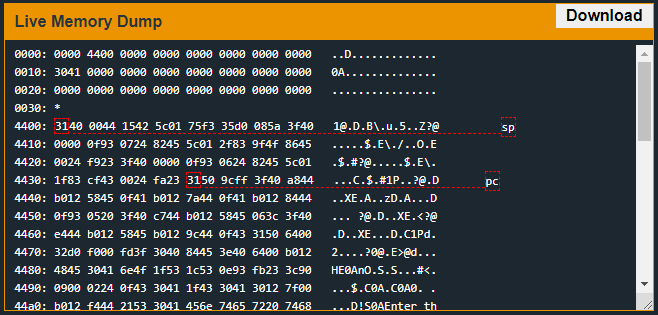 Live Memory Dump
Download
0000: 0000 4400 0000 0000 0000 0000 0000 0000 ..D.............
0010: 3041 0000 0000 0000 0000 0000 0000 0000 0A..............
0020: 0000 0000 0000 0000 0000 0000 0000 0000 ................
0030: *
4400: 3140 0044 1542 5c01 75f3 35d0 085a 3f40 1@.D.B\.u.5..Z?@ sp
4410: 0000 0f93 0724 8245 5c01 2f83 9f4f 8645 .....$.E\./..O.E
4420: 0024 f923 3f40 0000 0f93 0624 8245 5c01 .$.#?@.....$.E\.
4430: 1f83 cf43 0024 fa23 3150 9cff 3f40 a844 ...C.$.#1P..?@.D pc
4440: b012 5845 0f41 b012 7a44 0f41 b012 8444 ..XE.A..zD.A...D
4450: 0f93 0520 3f40 c744 b012 5845 063c 3f40 ... ?@.D..XE.<?@
4460: e444 b012 5845 b012 9c44 0f43 3150 6400 .D..XE...D.C1Pd.
4470: 32d0 f000 fd3f 3040 8445 3e40 6400 b012 2....?0@.E>@d...
4480: 4845 3041 6e4f 1f53 1c53 0e93 fb23 3c90 HE0AnO.S.S...#<.
4490: 0900 0224 0f43 3041 1f43 3041 3012 7f00 ...$.C0A.C0A0. ..
44a0: b012 f444 2153 3041 456e 7465 7220 7468 ...D!S0AEnter th